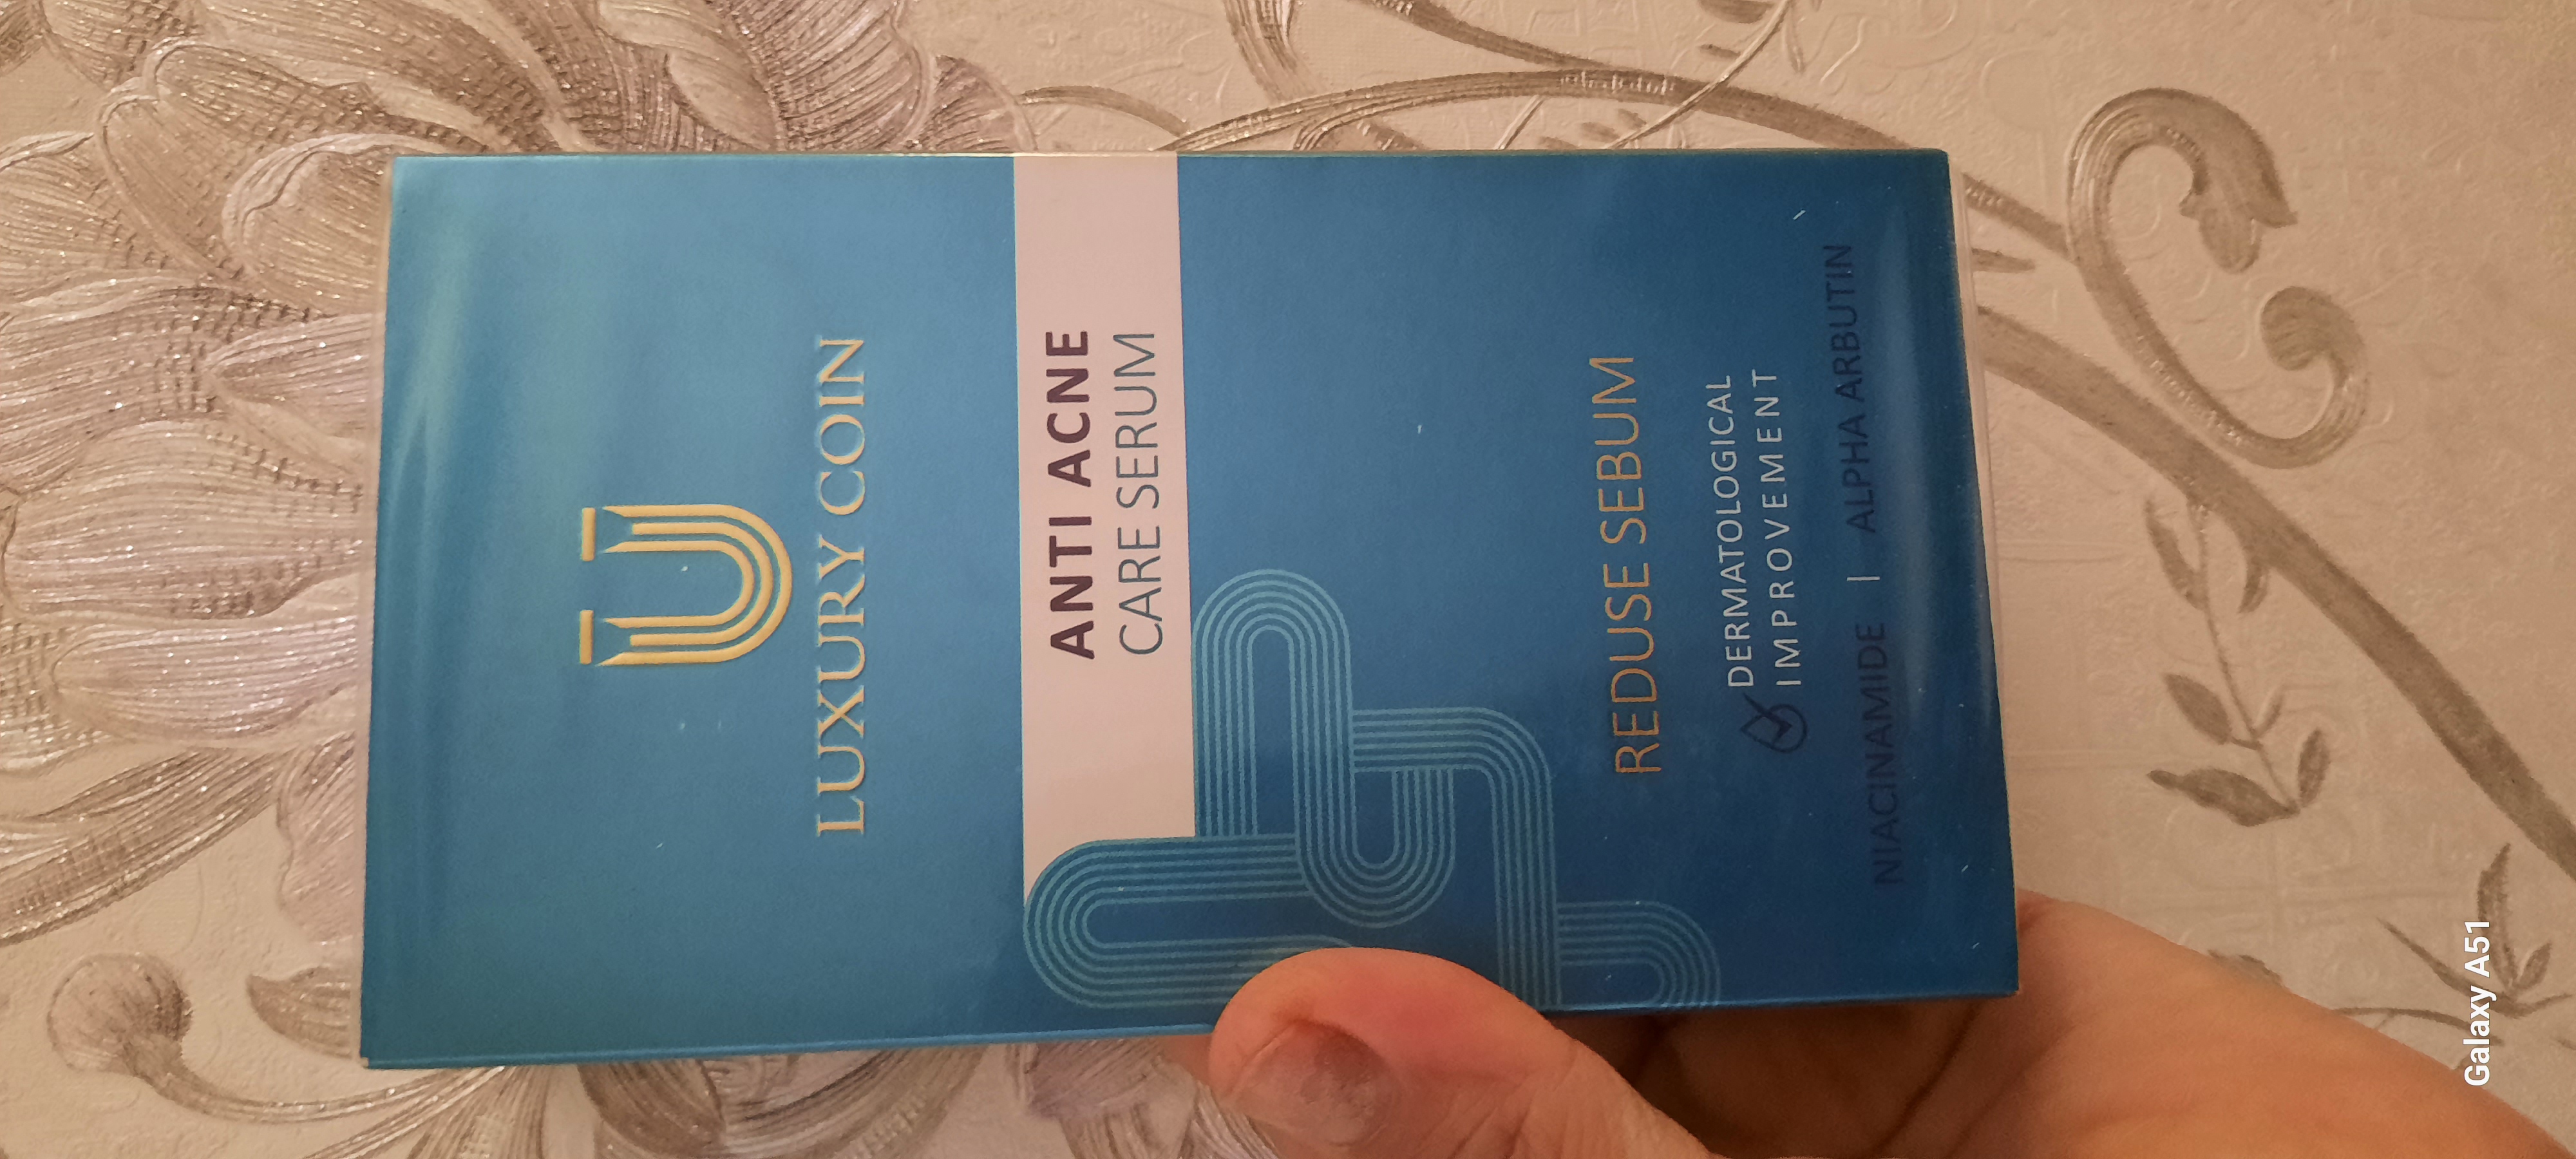 LUXURY COIN
ANTI ACNE
CARE SERUM
REDUSE SEBUM
DERMATOLOGICAL
IMPROVEMENT
NIACINAMIDE | ALPHA ARBUTIN
Galaxy A51